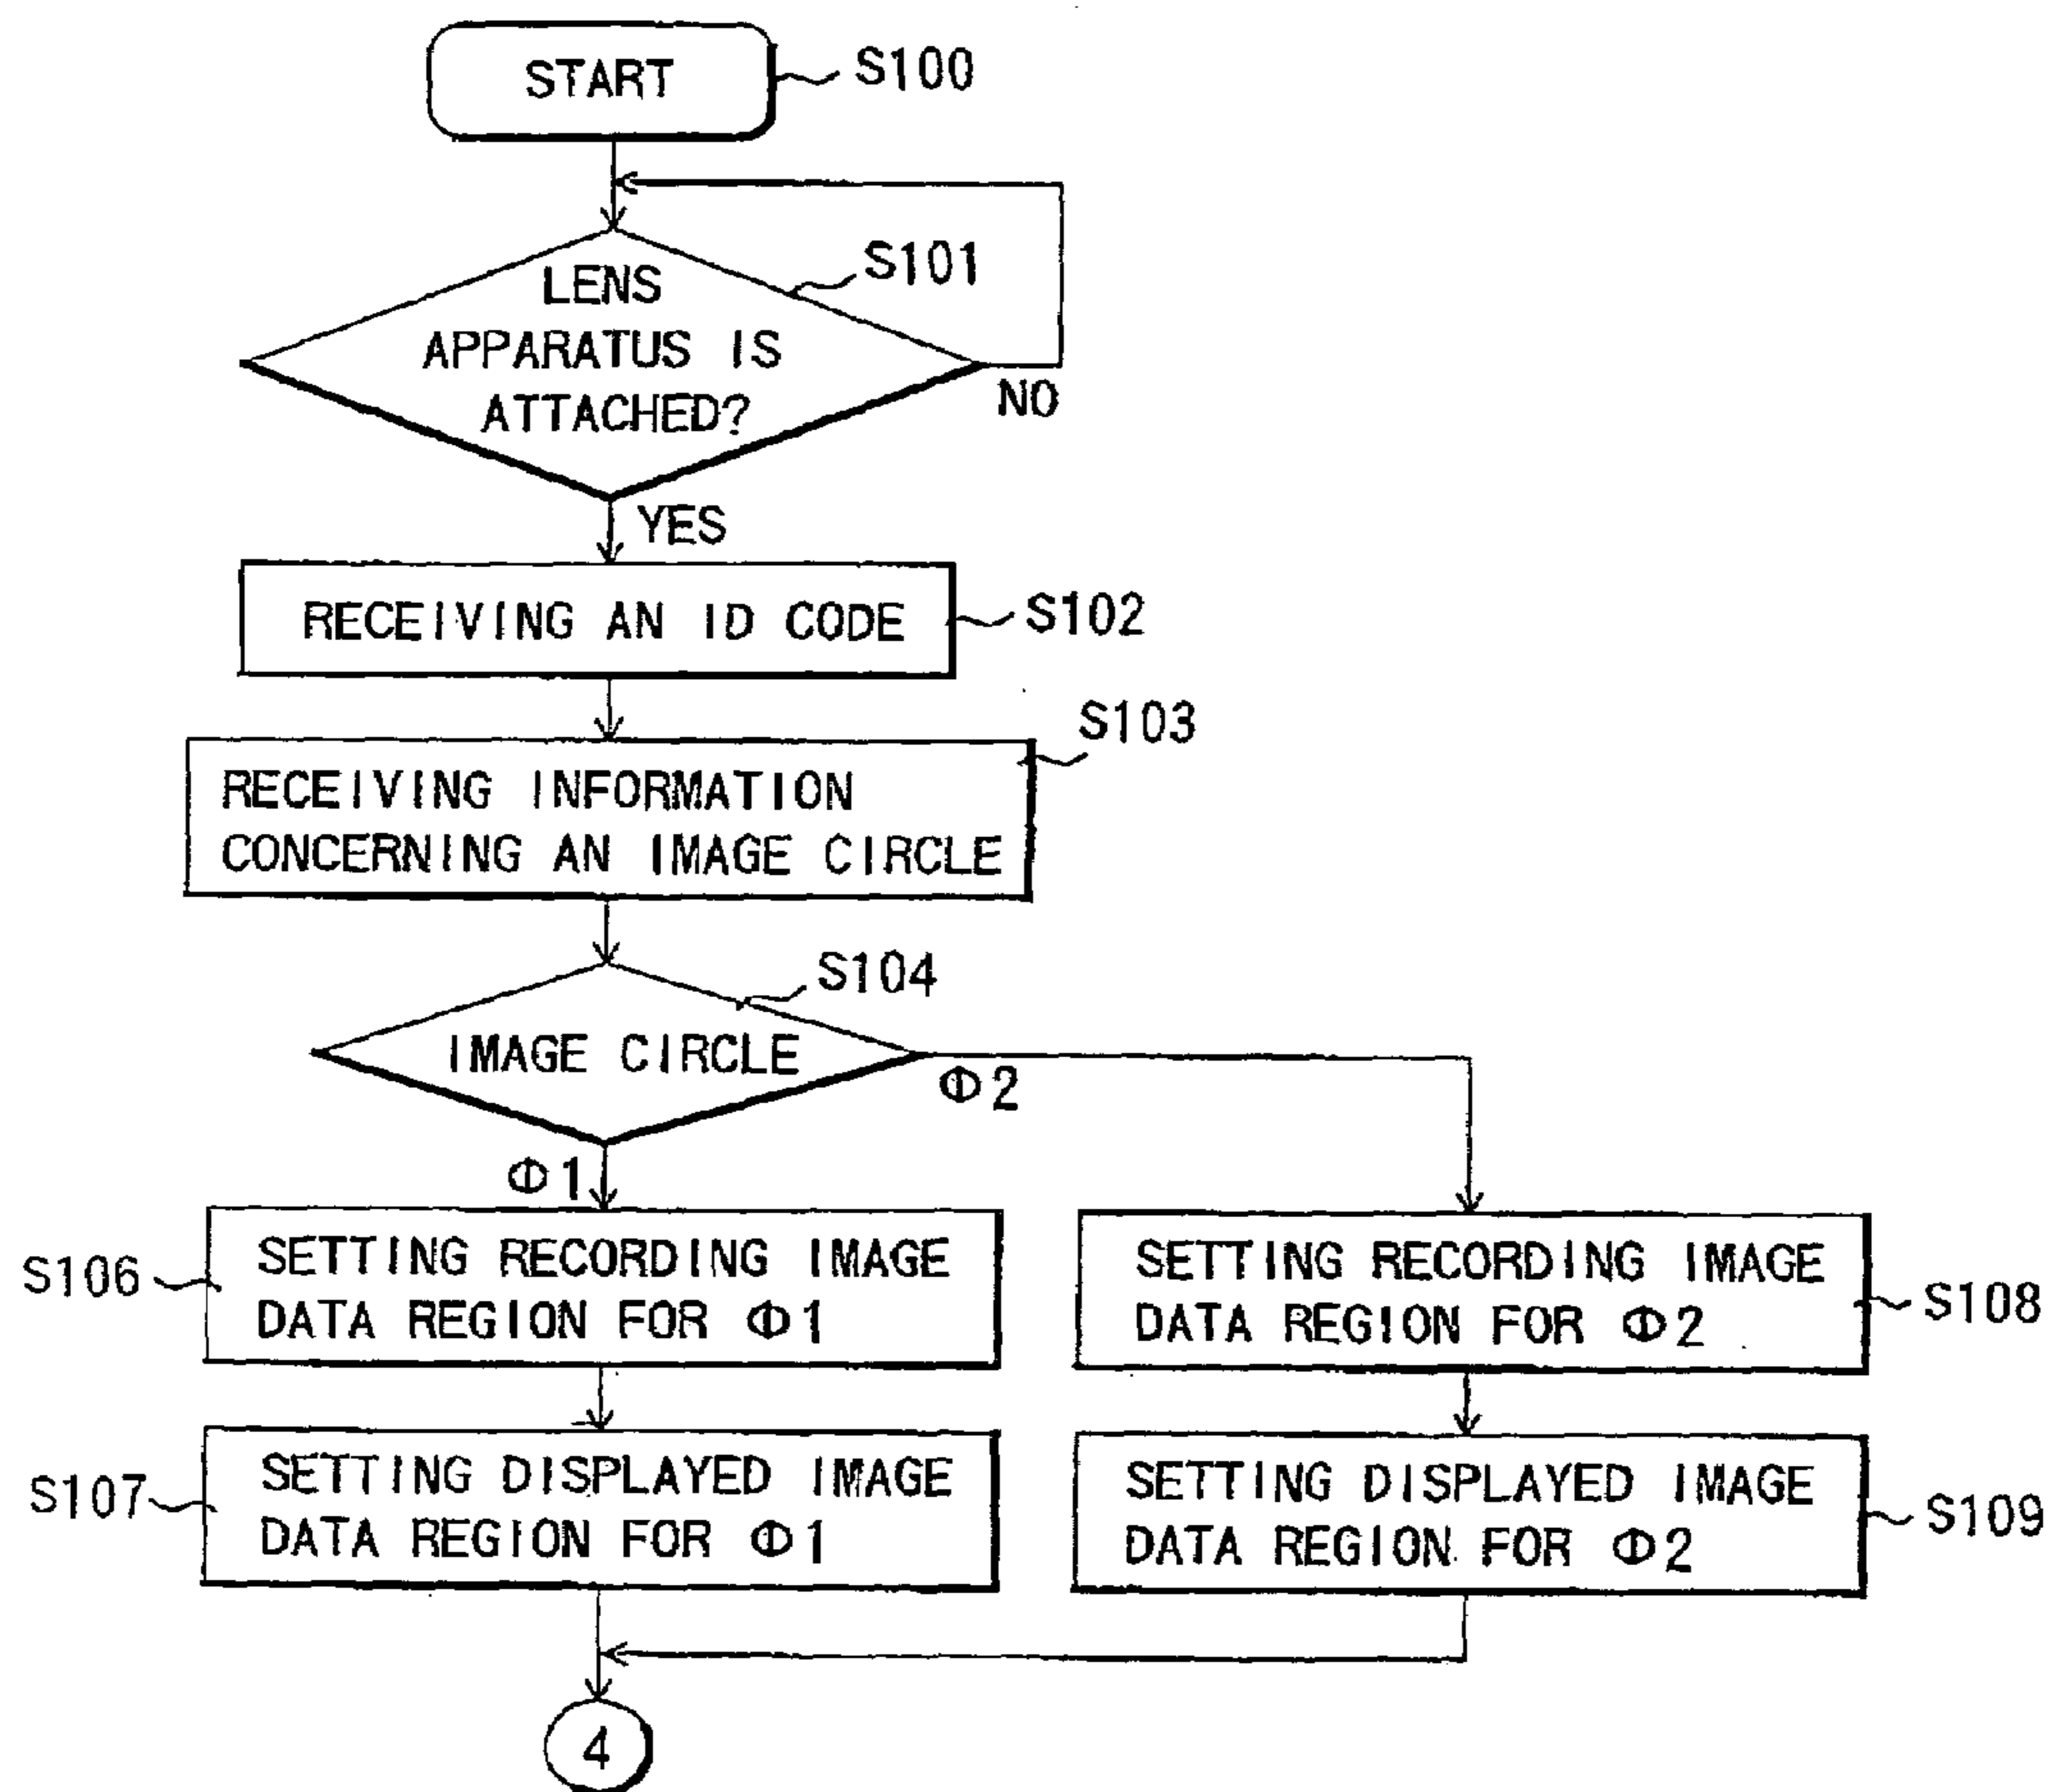 START
S100
S101
LENS
APPARATUS IS
ATTACHED?
NO
YES
RECEIVING AN ID CODE
S102
S103
RECEIVING INFORMATION
CONCERNING AN IMAGE CIRCLE
S104
IMAGE CIRCLE
Φ2
Φ1
S106
SETTING RECORDING IMAGE
DATA REGION FOR Φ1
SETTING RECORDING IMAGE
DATA REGION FOR Φ2
S108
S107
SETTING DISPLAYED IMAGE
DATA REGION FOR Φ1
SETTING DISPLAYED IMAGE
DATA REGION FOR Φ2
S109
4